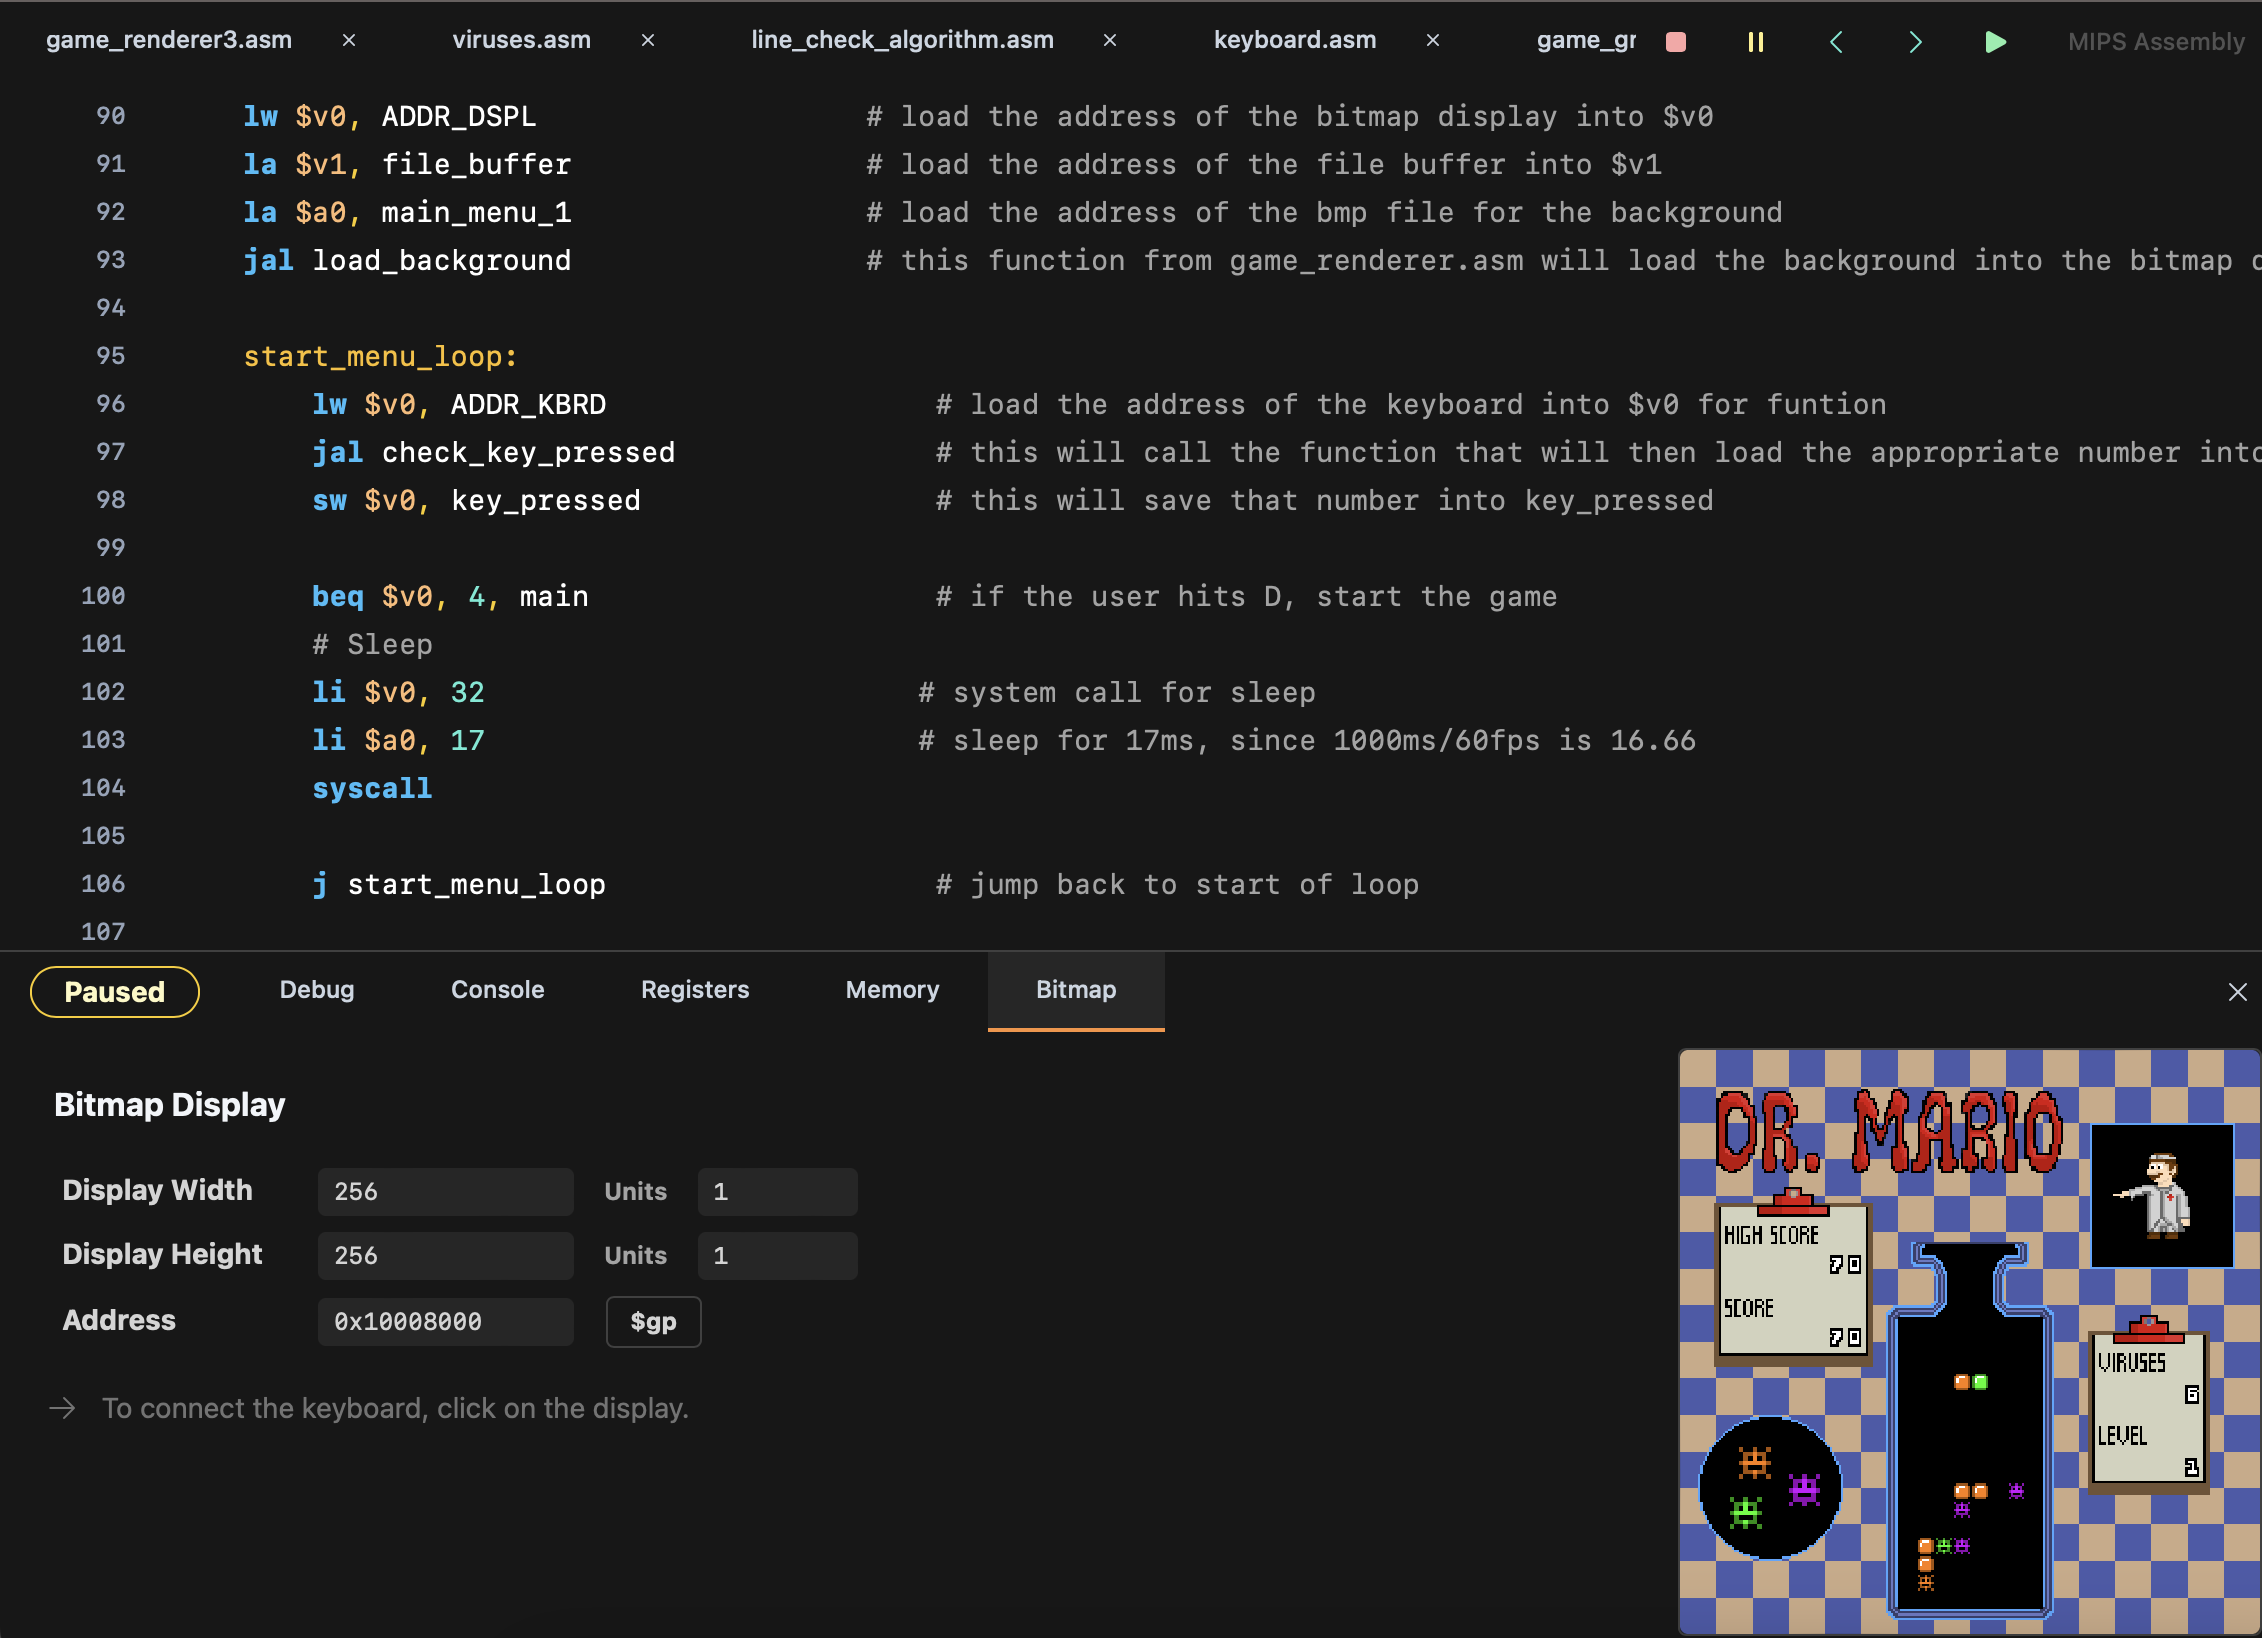 game_renderer3.asm × viruses.asm × line_check_algorithm.asm × keyboard.asm × game_gr MIPS Assembly
90 lw $v0, ADDR_DSPL # load the address of the bitmap display into $v0
91 la $v1, file_buffer # load the address of the file buffer into $v1
92 la $a0, main_menu_1 # load the address of the bmp file for the background
93 jal load_background # this function from game_renderer.asm will load the background into the bitmap
94
95 start_menu_loop:
96 lw $v0, ADDR_KBRD # load the address of the keyboard into $v0 for funtion
97 jal check_key_pressed # this will call the function that will then load the appropriate number into
98 sw $v0, key_pressed # this will save that number into key_pressed
99
100 beq $v0, 4, main # if the user hits D, start the game
101 # Sleep
102 li $v0, 32 # system call for sleep
103 li $a0, 17 # sleep for 17ms, since 1000ms/60fps is 16.66
104 syscall
105
106 j start_menu_loop # jump back to start of loop
107
Paused Debug Console Registers Memory Bitmap ×
Bitmap Display
Display Width 256 Units 1
Display Height 256 Units 1
Address 0x10008000 $gp
→ To connect the keyboard, click on the display.
DR. MARIO
HIGH SCORE
70
SCORE
70
VIRUSES
6
LEVEL
1